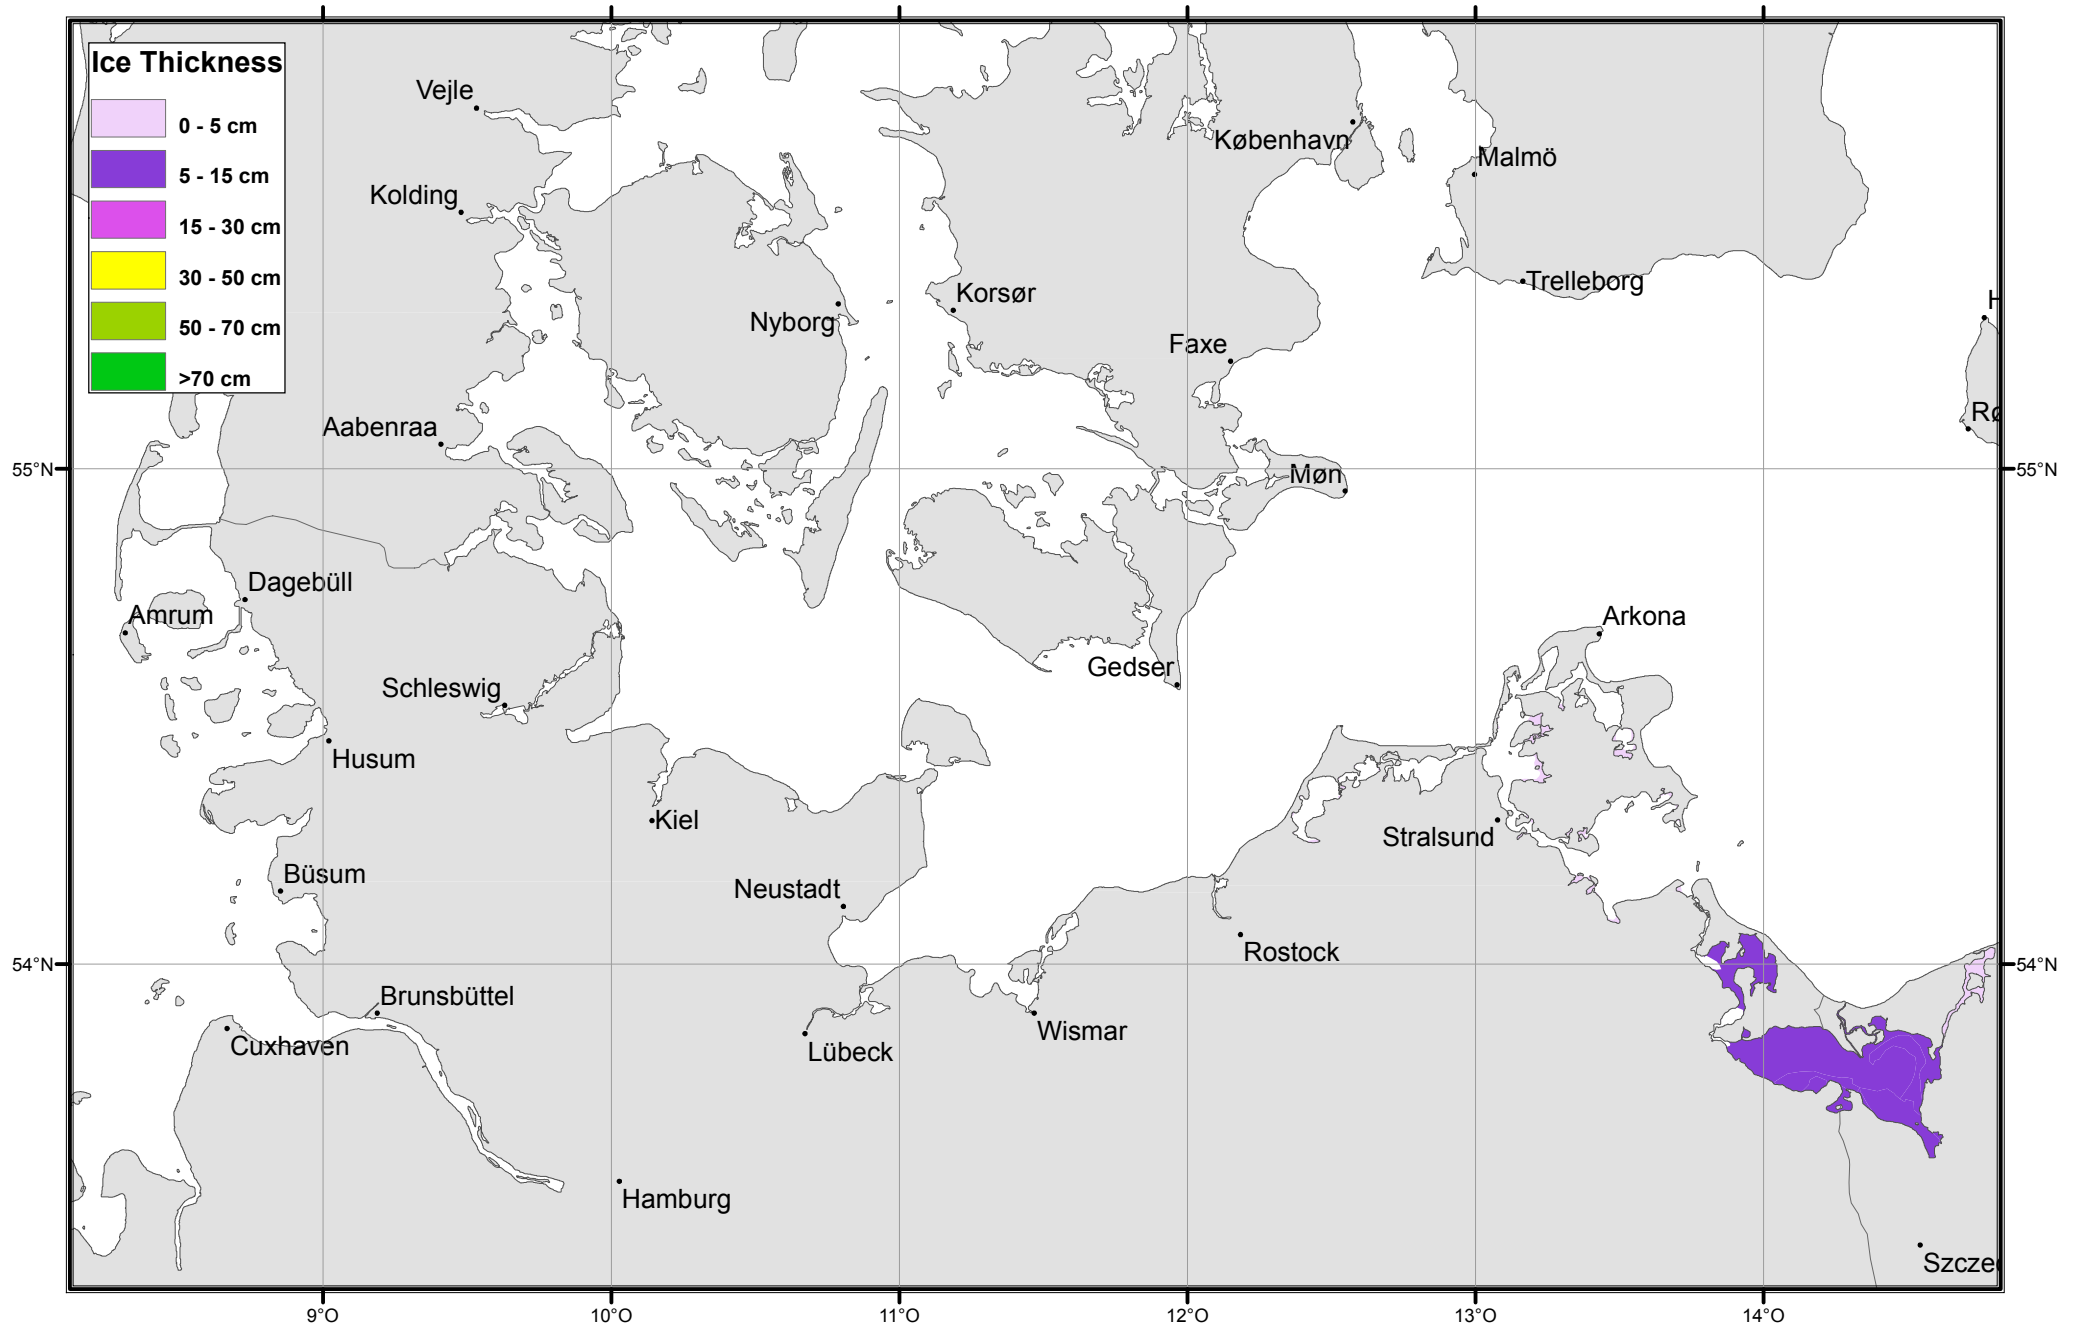 Ice Thickness
0 - 5 cm
5 - 15 cm
15 - 30 cm
30 - 50 cm
50 - 70 cm
>70 cm
Vejle
København
Malmö
Kolding
Trelleborg
Korsør
H
Nyborg
Faxe
Rø
Aabenraa
55°N
Møn
55°N
Dagebüll
Amrum
Arkona
Gedser
Schleswig
Husum
Kiel
Stralsund
Büsum
Neustadt
Rostock
54°N
54°N
Brunsbüttel
Wismar
Cuxhaven
Lübeck
Hamburg
Szcze
9°O
10°O
11°O
12°O
13°O
14°O